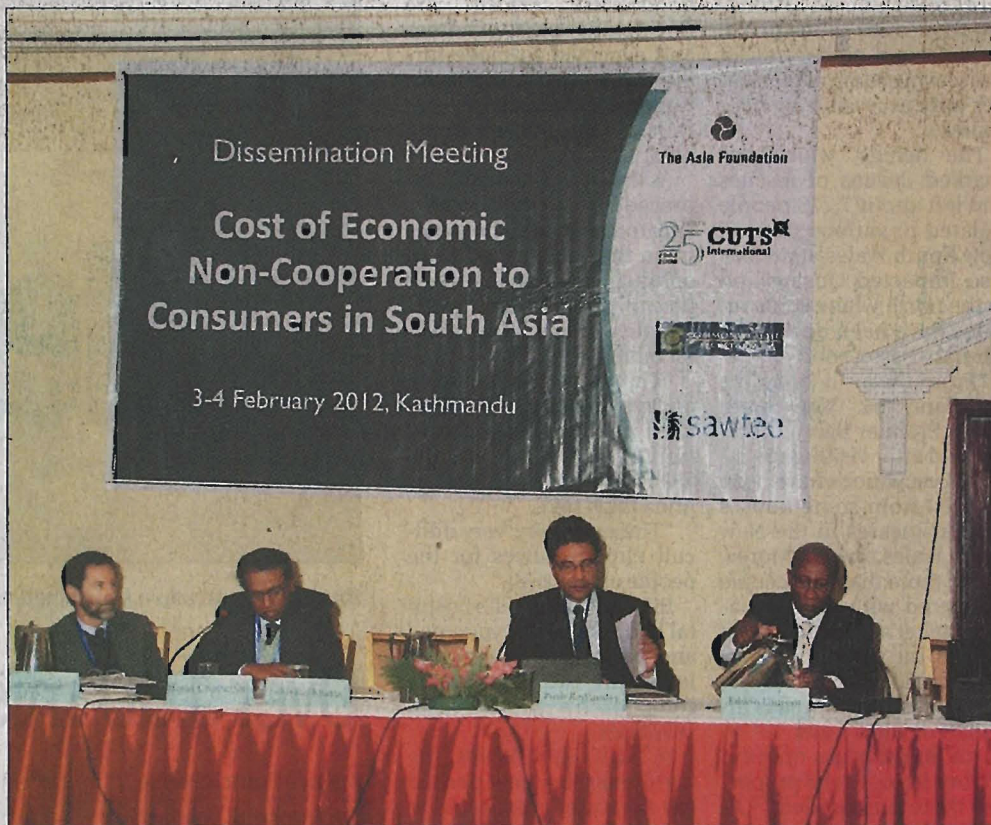 Dissemination Meeting
Cost of Economic
Non-Cooperation to
Consumers in South Asia
3-4 February 2012, Kathmandu
The Asia Foundation
25 CUTS
International
sawtee